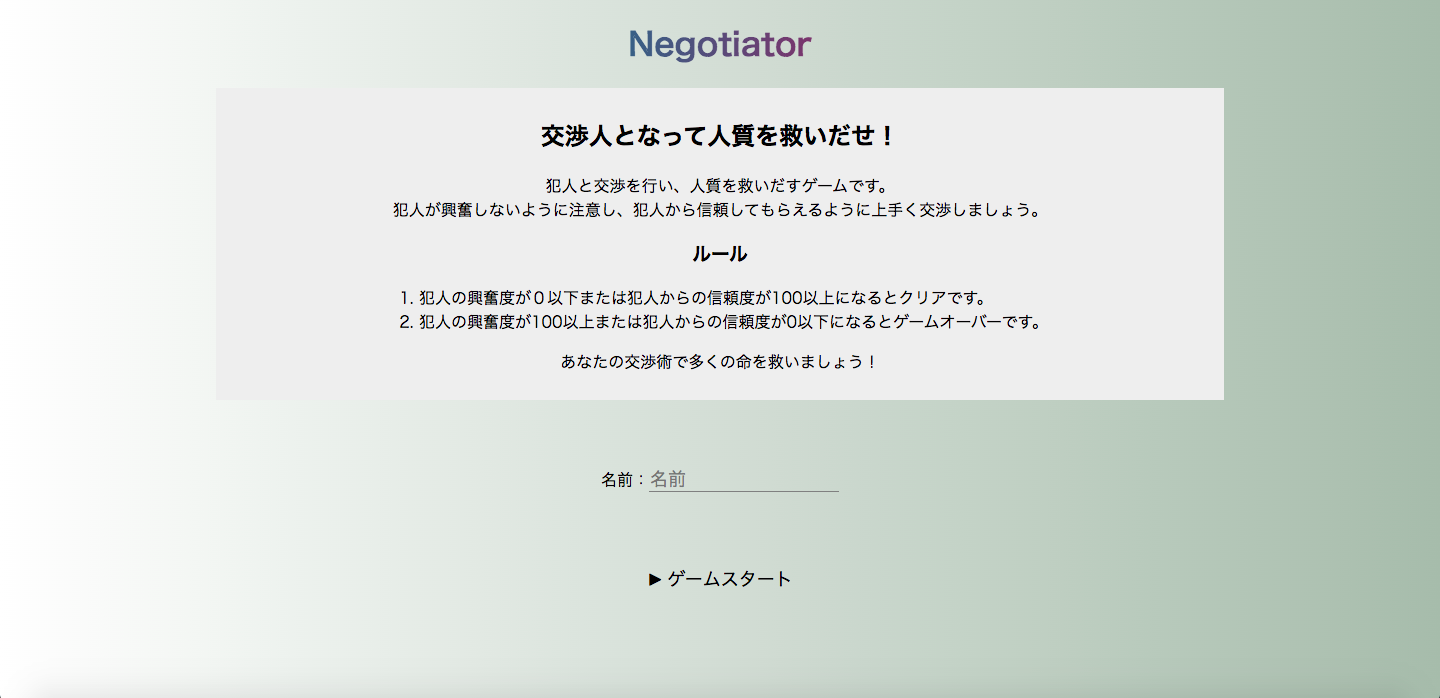 Negotiator
交渉人となって人質を救いだせ！
犯人と交渉を行い、人質を救いだすゲームです。
犯人が興奮しないように注意し、犯人から信頼してもらえるように上手く交渉しましょう。
ルール
1. 犯人の興奮度が０以下または犯人からの信頼度が100以上になるとクリアです。
2. 犯人の興奮度が100以上または犯人からの信頼度が0以下になるとゲームオーバーです。
あなたの交渉術で多くの命を救いましょう！
名前：名前
▶ ゲームスタート